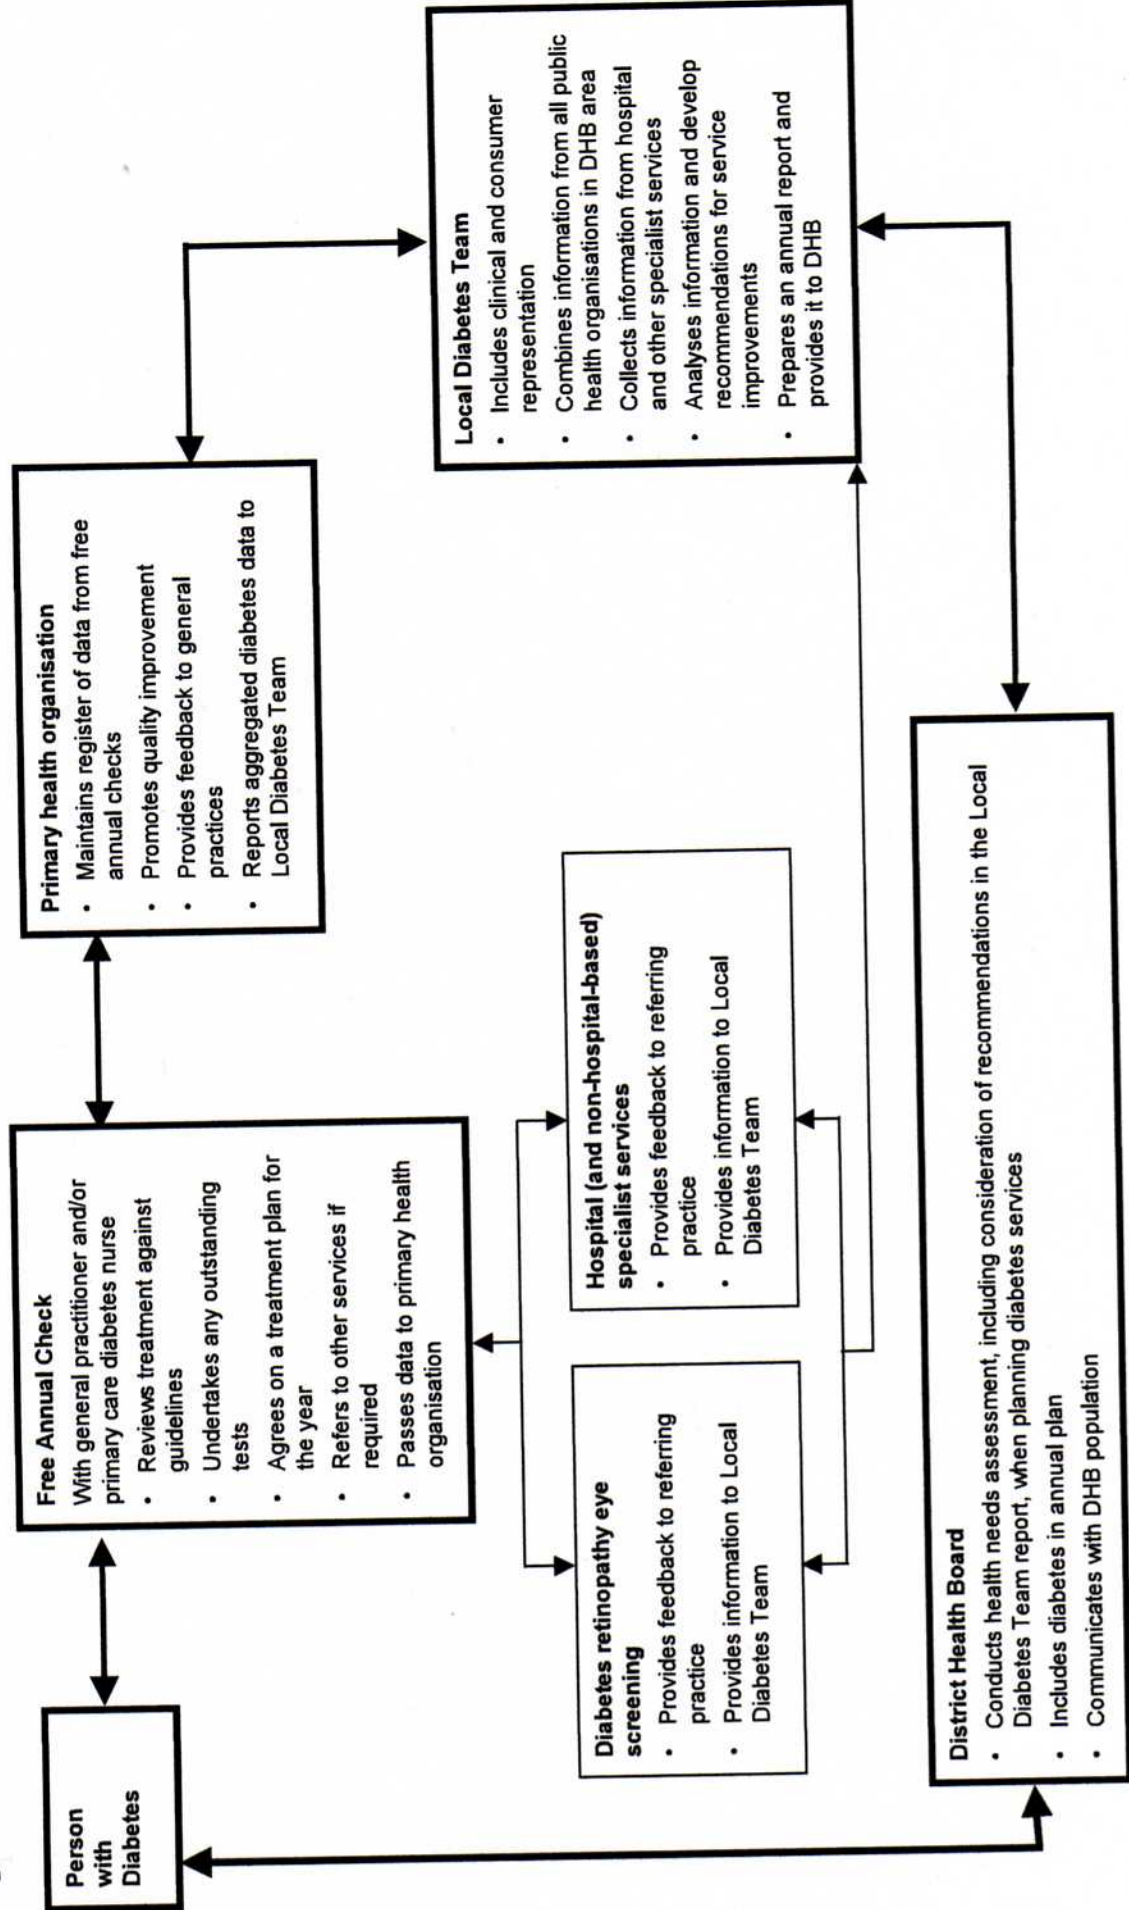 Person
with
Diabetes
Free Annual Check
With general practitioner and/or
primary care diabetes nurse
• Reviews treatment against
guidelines
• Undertakes any outstanding
tests
• Agrees on a treatment plan for
the year
• Refers to other services if
required
• Passes data to primary health
organisation
Primary health organisation
• Maintains register of data from free
annual checks
• Promotes quality improvement
• Provides feedback to general
practices
• Reports aggregated diabetes data to
Local Diabetes Team
Diabetes retinopathy eye
screening
• Provides feedback to referring
practice
• Provides information to Local
Diabetes Team
Hospital (and non-hospital-based)
specialist services
• Provides feedback to referring
practice
• Provides information to Local
Diabetes Team
Local Diabetes Team
• Includes clinical and consumer
representation
• Combines information from all public
health organisations in DHB area
• Collects information from hospital
and other specialist services
• Analyses information and develop
recommendations for service
improvements
• Prepares an annual report and
provides it to DHB
District Health Board
• Conducts health needs assessment, including consideration of recommendations in the Local
Diabetes Team report, when planning diabetes services
• Includes diabetes in annual plan
• Communicates with DHB population